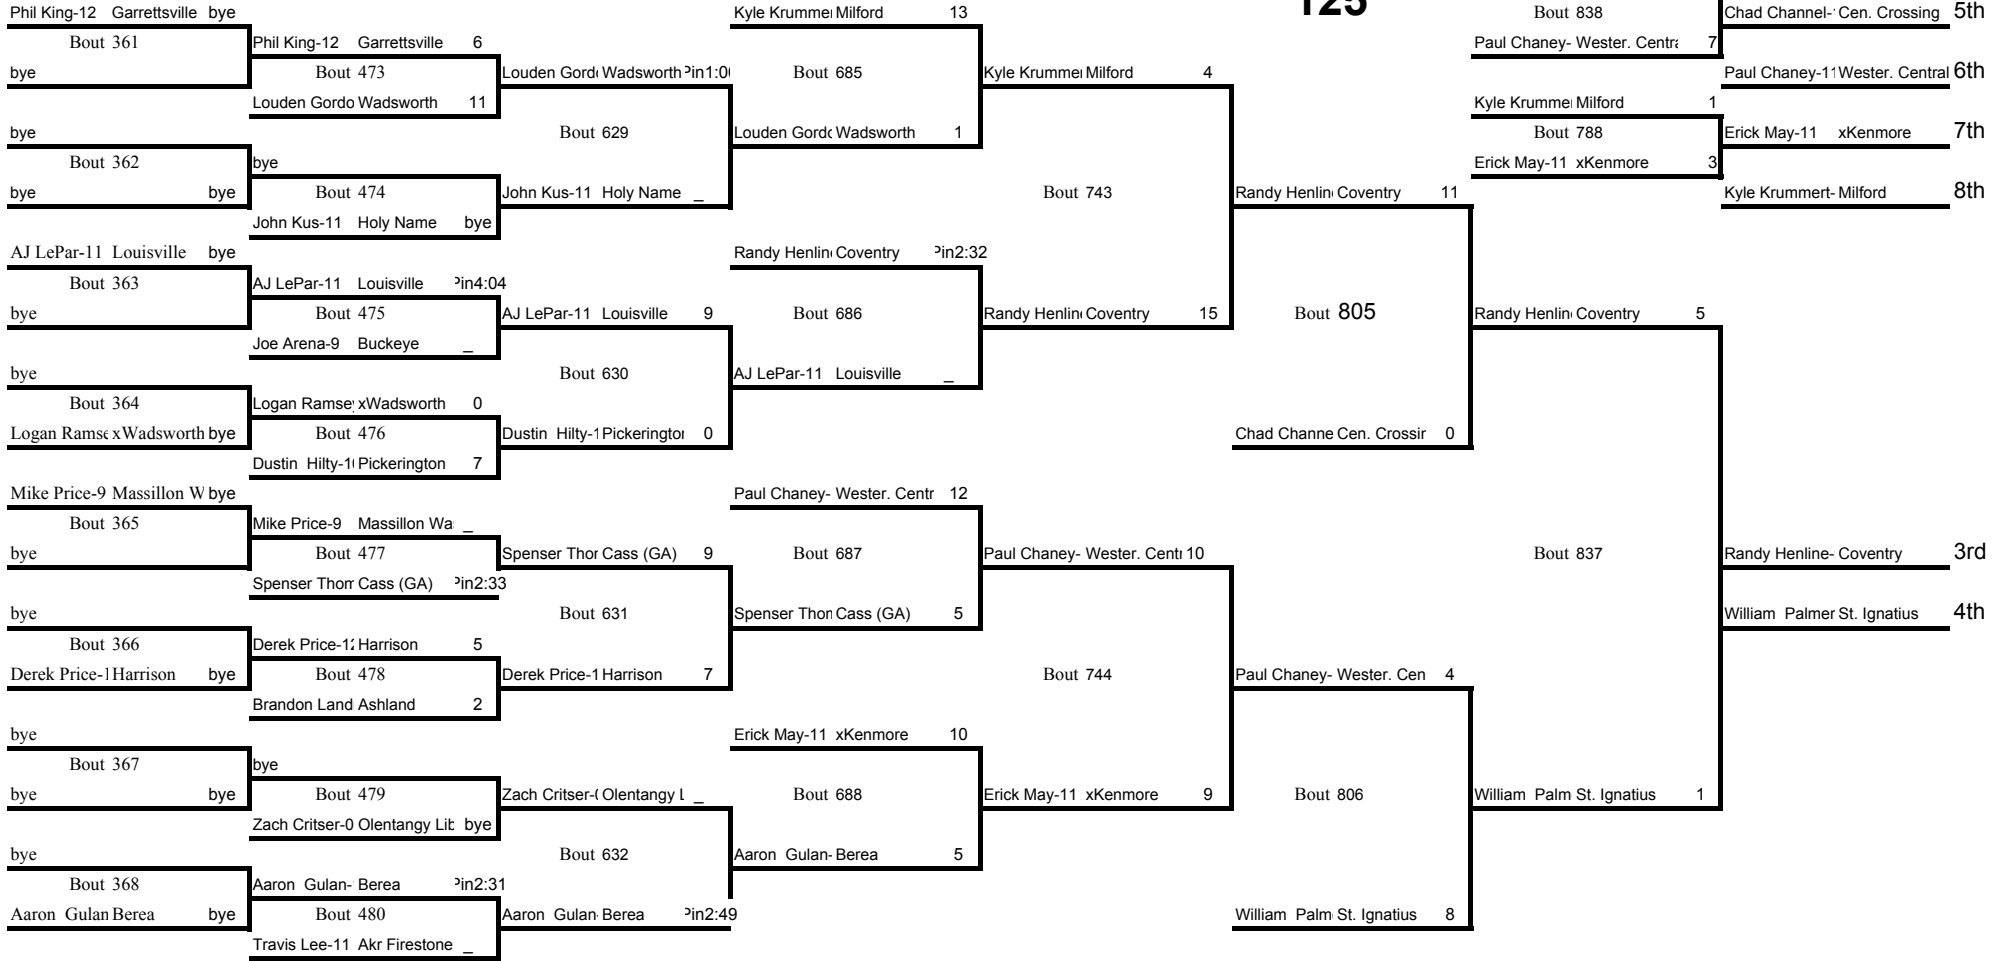 125
Phil King-12 Garrettsville bye
Bout 361
bye
bye
Bout 362
bye bye
AJ LePar-11 Louisville bye
Bout 363
bye
bye
Bout 364
Logan Ramse xWadsworth bye
Mike Price-9 Massillon W bye
Bout 365
bye
bye
Bout 366
Derek Price-1 Harrison bye
bye
Bout 367
bye bye
bye
Bout 368
Aaron Gulan Berea bye
Phil King-12 Garrettsville 6
Bout 473
Louden Gordo Wadsworth 11
bye
Bout 474
John Kus-11 Holy Name bye
AJ LePar-11 Louisville Pin4:04
Bout 475
Joe Arena-9 Buckeye _
Logan Ramsey xWadsworth 0
Bout 476
Dustin Hilty-1 Pickerington 7
Mike Price-9 Massillon Wa _
Bout 477
Spenser Thom Cass (GA) Pin2:33
Derek Price-12 Harrison 5
Bout 478
Brandon Land Ashland 2
bye
Bout 479
Zach Critser-0 Olentangy Lib bye
Aaron Gulan- Berea Pin2:31
Bout 480
Travis Lee-11 Akr Firestone _
Louden Gord Wadsworth Pin1:0
Bout 629
John Kus-11 Holy Name _
AJ LePar-11 Louisville 9
Bout 630
Dustin Hilty-1 Pickerington 0
Spenser Thor Cass (GA) 9
Bout 631
Derek Price-1 Harrison 7
Zach Critser-( Olentangy L _
Bout 632
Aaron Gulan- Berea Pin2:49
Kyle Krummer Milford 13
Bout 685
Louden Gordo Wadsworth 1
Randy Henlin Coventry Pin2:32
Bout 686
AJ LePar-11 Louisville _
Paul Chaney- Wester. Centr 12
Bout 687
Spenser Thon Cass (GA) 5
Erick May-11 xKenmore 10
Bout 688
Aaron Gulan- Berea 5
Kyle Krummer Milford 4
Bout 743
Randy Henlin Coventry 15
Paul Chaney- Wester. Centr 10
Bout 744
Erick May-11 xKenmore 9
Randy Henlin Coventry 11
Bout 805
Chad Channe Cen. Crossir 0
Paul Chaney- Wester. Cen 4
Bout 806
William Palm St. Ignatius 8
Bout 838
Paul Chaney- Wester. Centra 7
Kyle Krummer Milford 1
Bout 788
Erick May-11 xKenmore 3
Randy Henlin Coventry 5
Bout 837
William Palm St. Ignatius 1
Chad Channel- Cen. Crossing 5th
Paul Chaney-11 Wester. Central 6th
Erick May-11 xKenmore 7th
Kyle Krummert- Milford 8th
Randy Henline- Coventry 3rd
William Palmer St. Ignatius 4th